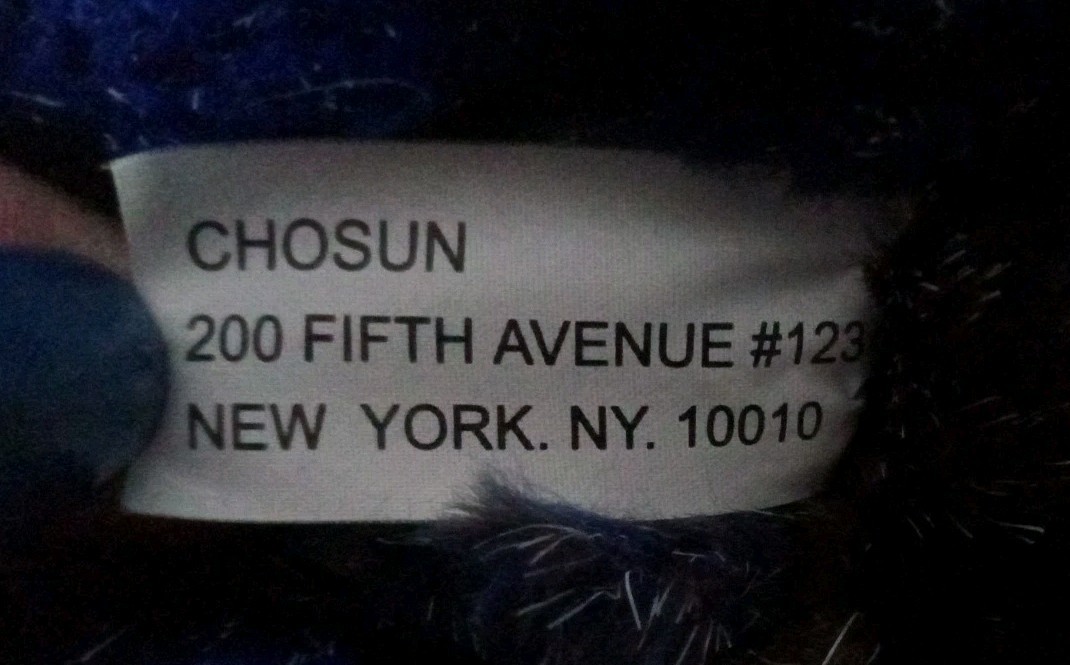 CHOSUN
200 FIFTH AVENUE #123
NEW YORK. NY. 10010